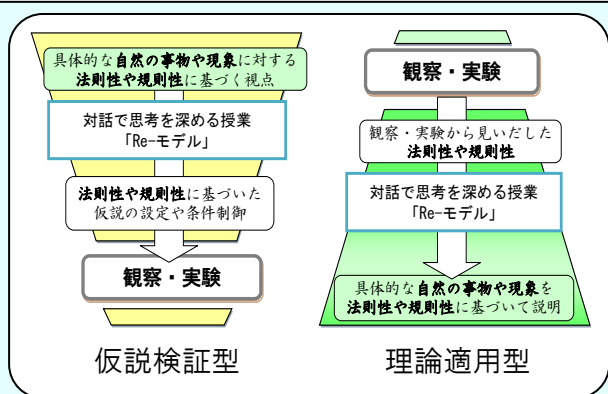 具体的な自然の事物や現象に対する
法則性や規則性に基づく視点
対話で思考を深める授業
「Re-モデル」
法則性や規則性に基づいた
仮説の設定や条件制御
観察・実験
仮説検証型
観察・実験
観察・実験から見いだした
法則性や規則性
対話で思考を深める授業
「Re-モデル」
具体的な自然の事物や現象を
法則性や規則性に基づいて説明
理論適用型